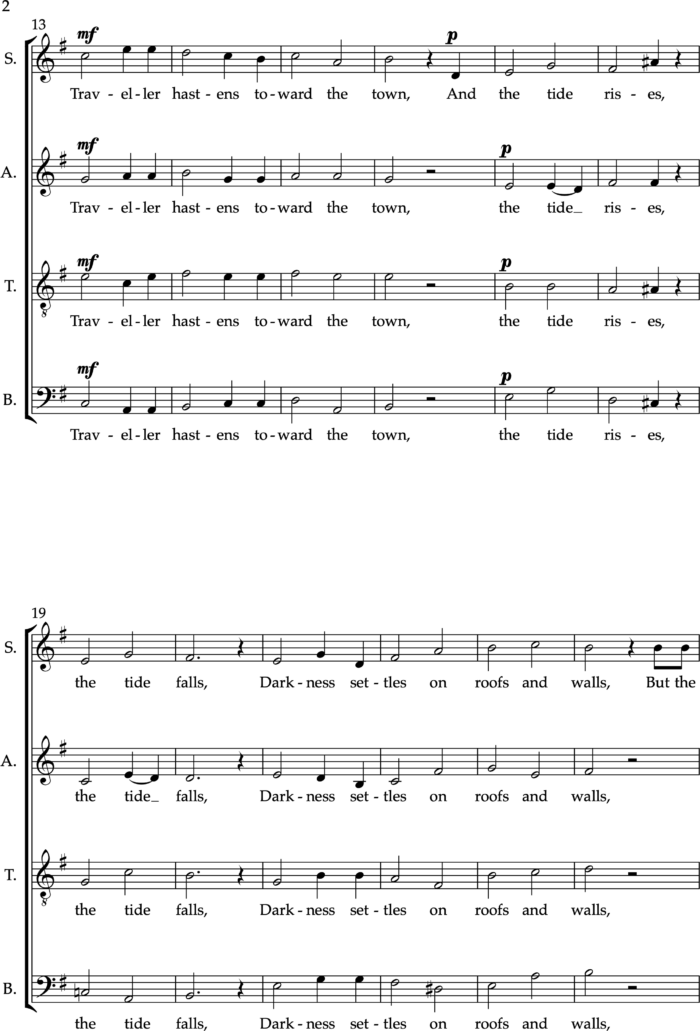 2
13
mf p
S.
Trav - el - ler hast - ens to - ward the town, And the tide ris - es,
mf p
A.
Trav - el - ler hast - ens to - ward the town, the tide_ ris - es,
mf p
T.
8
Trav - el - ler hast - ens to - ward the town, the tide ris - es,
mf p
B.
Trav - el - ler hast - ens to - ward the town, the tide ris - es,
19
S.
the tide falls, Dark - ness set - tles on roofs and walls, But the
A.
the tide_ falls, Dark - ness set - tles on roofs and walls,
T.
8
the tide falls, Dark - ness set - tles on roofs and walls,
B.
the tide falls, Dark - ness set - tles on roofs and walls,